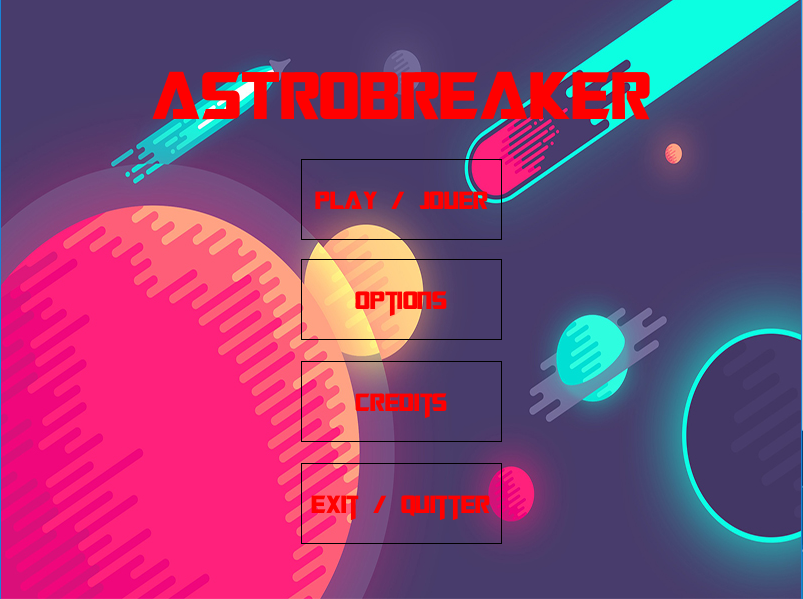 ASTROBREAKER
PLAY / JOUER
OPTIONS
CREDITS
EXIT / QUITTER